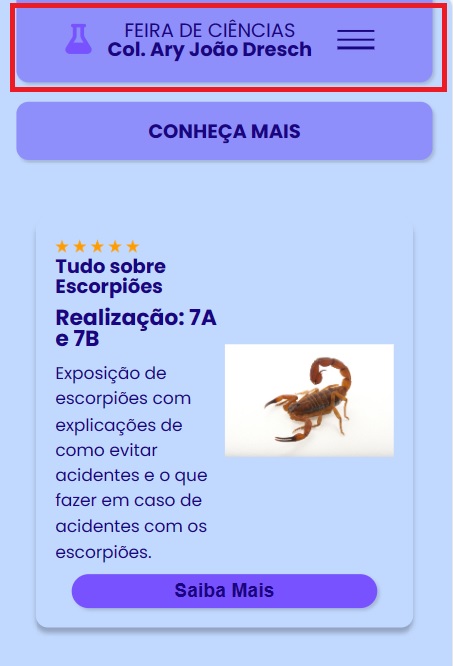 FEIRA DE CIÊNCIAS
Col. Ary João Dresch
CONHEÇA MAIS
Tudo sobre
Escorpiões
Realização: 7A
e 7B
Exposição de
escorpiões com
explicações de
como evitar
acidentes e o que
fazer em caso de
acidentes com os
escorpiões.
Saiba Mais